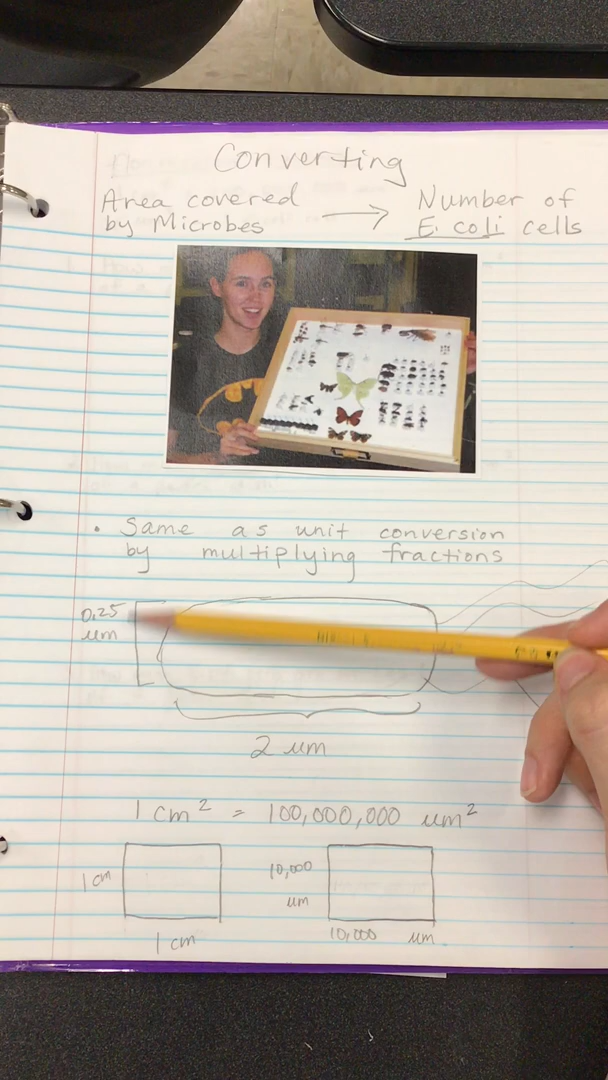 Converting
Area covered → Number of
by Microbes E. coli cells
• Same as unit conversion
by multiplying fractions
0.25
um
2 um
1 cm² = 100,000,000 um²
1 cm
10,000
um
1 cm
10,000 um